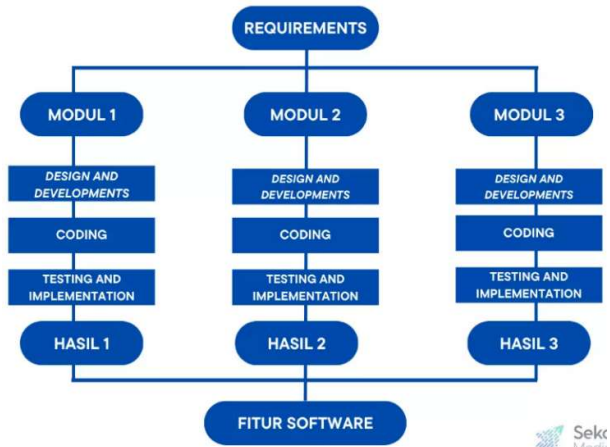 REQUIREMENTS
MODUL 1
MODUL 2
MODUL 3
DESIGN AND
DEVELOPMENTS
DESIGN AND
DEVELOPMENTS
DESIGN AND
DEVELOPMENTS
CODING
CODING
CODING
TESTING AND
IMPLEMENTATION
TESTING AND
IMPLEMENTATION
TESTING AND
IMPLEMENTATION
HASIL 1
HASIL 2
HASIL 3
FITUR SOFTWARE